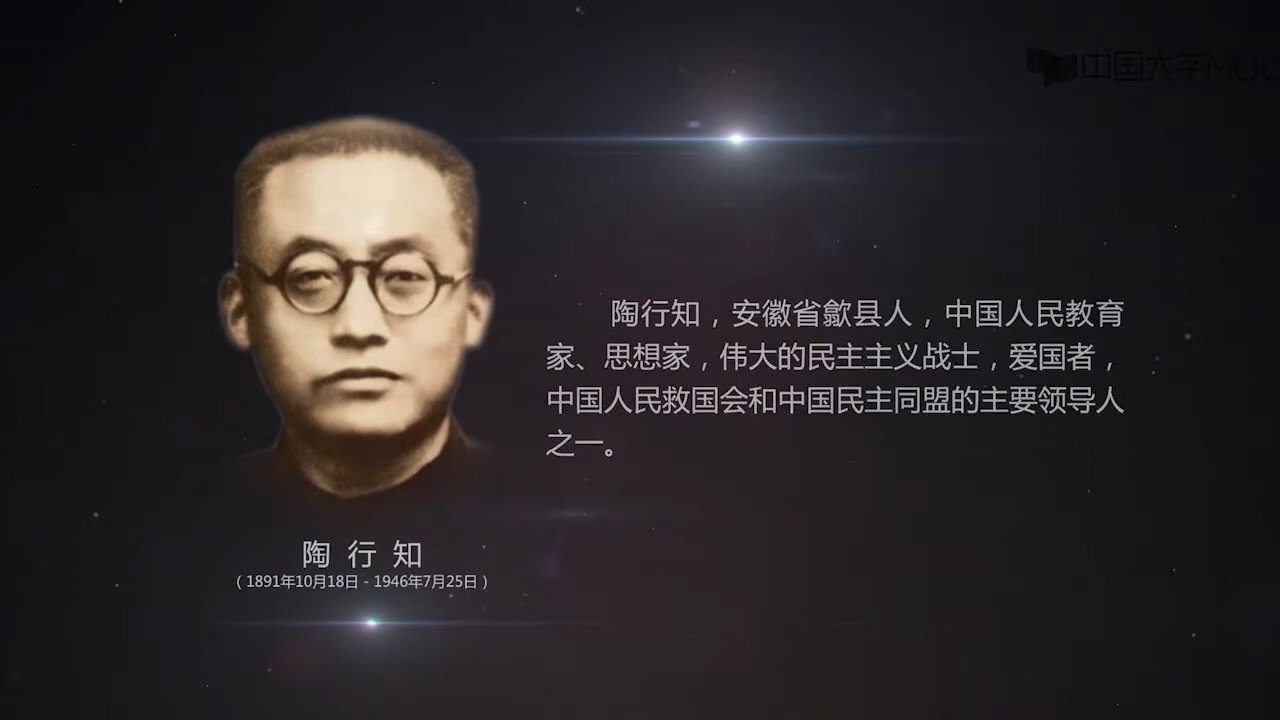 中国大学MOOC
陶行知，安徽省歙县人，中国人民教育
家、思想家，伟大的民主主义战士，爱国者，
中国人民救国会和中国民主同盟的主要领导人
之一。
陶行知
（1891年10月18日 - 1946年7月25日）